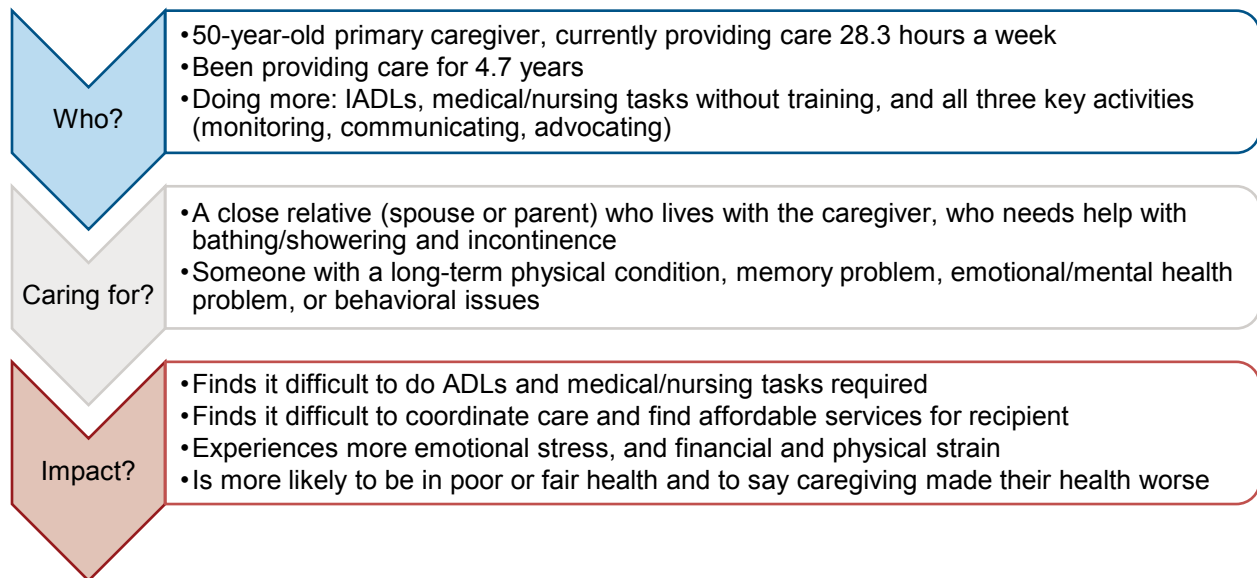 Who?
•50-year-old primary caregiver, currently providing care 28.3 hours a week
•Been providing care for 4.7 years
•Doing more: IADLs, medical/nursing tasks without training, and all three key activities
(monitoring, communicating, advocating)
Caring for?
•A close relative (spouse or parent) who lives with the caregiver, who needs help with
bathing/showering and incontinence
•Someone with a long-term physical condition, memory problem, emotional/mental health
problem, or behavioral issues
Impact?
•Finds it difficult to do ADLs and medical/nursing tasks required
•Finds it difficult to coordinate care and find affordable services for recipient
•Experiences more emotional stress, and financial and physical strain
•Is more likely to be in poor or fair health and to say caregiving made their health worse